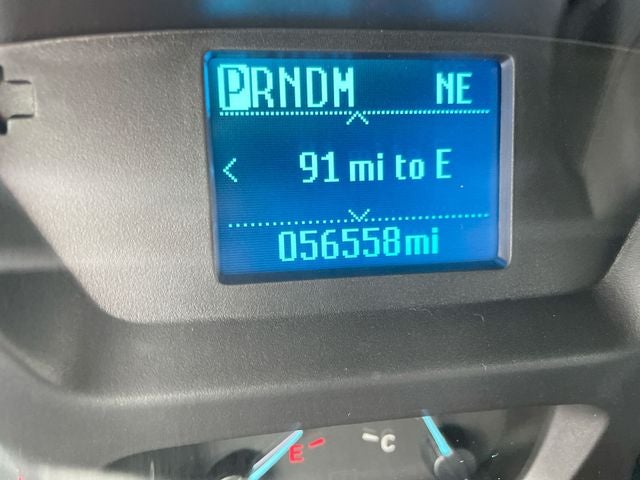 PRNDM NE
91 mi to E
056558mi
E C